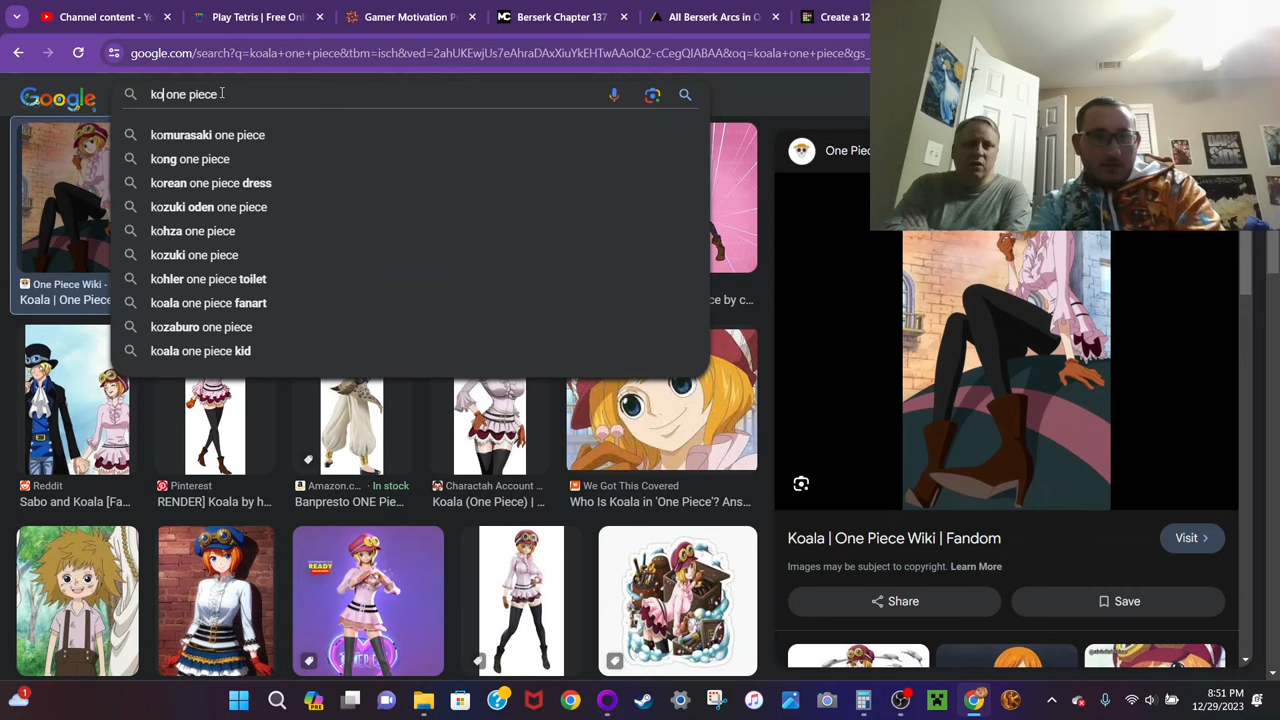 Content channel - Yo
Play Tetris | Free Onl
Gamer Motivation P
Berserk Chapter 137
All Berserk Arcs in O
Create a 12
google.com/search?q=koala+one+piece&tbm=isch&ved=2ahUKEwjUs7eAhraDAxXiuYkEHTwAAoIQ2-cCegQIABAA&oq=koala+one+piece&gs_
Google
ko one piece
komurasaki one piece
kong one piece
korean one piece dress
kozuki oden one piece
kohza one piece
kozuki one piece
kohler one piece toilet
koala one piece fanart
kozaburo one piece
koala one piece kid
One Piece Wiki -
Koala | One Piece
ce by c...
One Piec
DARK SIDE
Reddit
Sabo and Koala [Fa...
Pinterest
RENDER] Koala by h...
Amazon.c... · In stock
Banpresto ONE Pie...
Charactah Account ...
Koala (One Piece) | ...
We Got This Covered
Who Is Koala in 'One Piece'? Ans...
Koala | One Piece Wiki | Fandom
Visit
Images may be subject to copyright. Learn More
Share
Save
READY
1
PRE
8:51 PM
12/29/2023